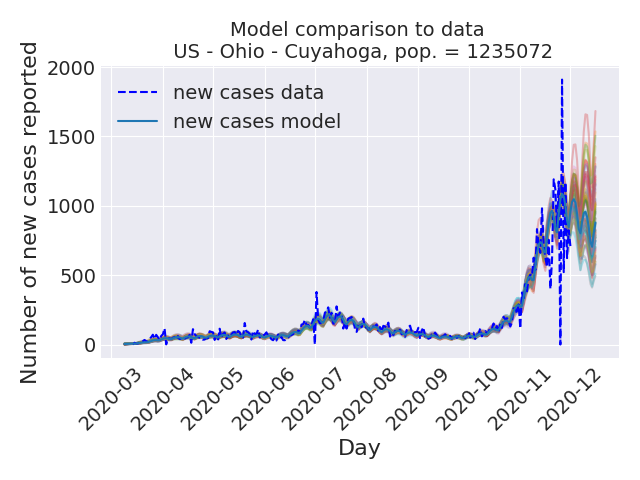 Model comparison to data
US - Ohio - Cuyahoga, pop. = 1235072
Number of new cases reported
2000
1500
1000
500
0
new cases data
new cases model
2020-03
2020-04
2020-05
2020-06
2020-07
2020-08
2020-09
2020-10
2020-11
2020-12
Day